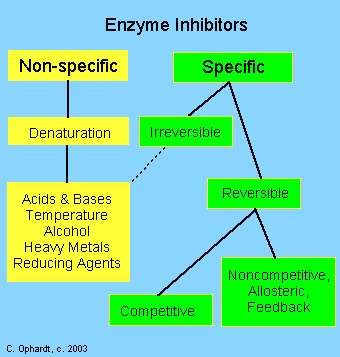 Enzyme Inhibitors
Non-specific
Specific
Denaturation
Irreversible
Acids & Bases
Temperature
Alcohol
Heavy Metals
Reducing Agents
Reversible
Competitive
Noncompetitive,
Allosteric,
Feedback
C. Ophardt, c. 2003